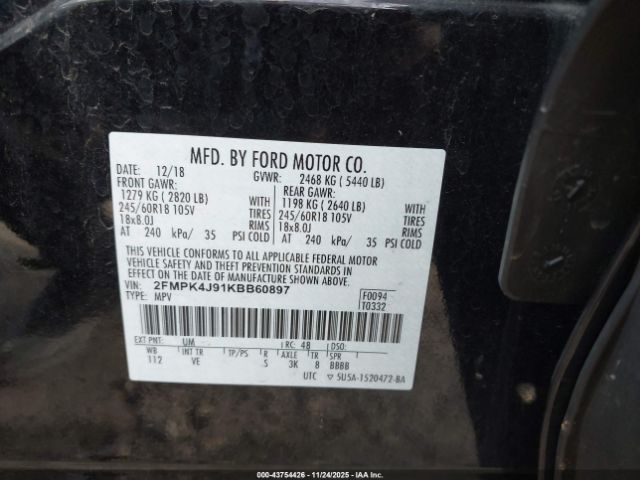 MFD. BY FORD MOTOR CO.
DATE: 12/18 GVWR: 2468 KG ( 5440 LB)
FRONT GAWR: REAR GAWR:
1279 KG ( 2820 LB) WITH 1198 KG ( 2640 LB) WITH
245/60R18 105V TIRES 245/60R18 105V TIRES
18x8.0J RIMS 18x8.0J RIMS
AT 240 kPa/ 35 PSI COLD AT 240 kPa/ 35 PSI COLD
THIS VEHICLE CONFORMS TO ALL APPLICABLE FEDERAL MOTOR
VEHICLE SAFETY AND THEFT PREVENTION STANDARDS IN
EFFECT ON THE DATE OF MANUFACTURE SHOWN ABOVE.
VIN: 2FMPK4J91KBB60897 F0094
TYPE: MPV T0332
EXT PNT: UM RC: 48 DSO:
WB INT TR TP/PS R AXLE TR SPR
112 VE S 3K 8 BBBB
UTC ▽ 5U5A-1520472-BA
000-43754426 - 11/24/2025 - IAAI.COM